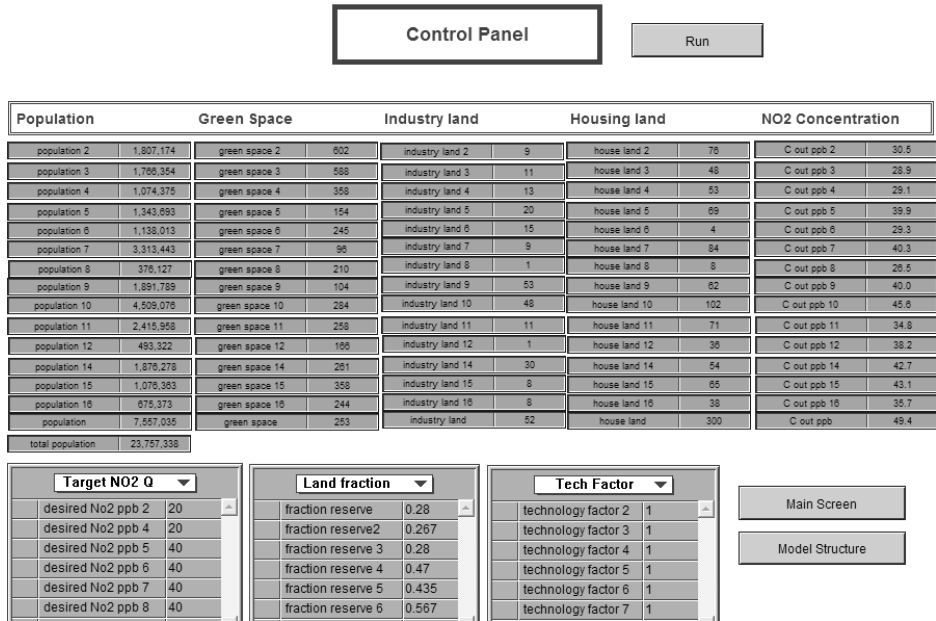 Control Panel
Run
Population Green Space Industry land Housing land NO2 Concentration
population 2 1,807,174 green space 2 602 industry land 2 9 house land 2 76 C out ppb 2 30.5
population 3 1,766,354 green space 3 588 industry land 3 11 house land 3 48 C out ppb 3 28.9
population 4 1,074,375 green space 4 358 industry land 4 13 house land 4 53 C out ppb 4 29.1
population 5 1,343,693 green space 5 154 industry land 5 20 house land 5 69 C out ppb 5 39.9
population 6 1,138,013 green space 6 245 industry land 6 15 house land 6 4 C out ppb 6 29.3
population 7 3,313,443 green space 7 96 industry land 7 9 house land 7 84 C out ppb 7 40.3
population 8 376,127 green space 8 210 industry land 8 1 house land 8 8 C out ppb 8 26.5
population 9 1,891,789 green space 9 104 industry land 9 53 house land 9 62 C out ppb 9 40.0
population 10 4,509,076 green space 10 284 industry land 10 48 house land 10 102 C out ppb 10 45.6
population 11 2,415,958 green space 11 258 industry land 11 11 house land 11 71 C out ppb 11 34.8
population 12 493,322 green space 12 166 industry land 12 1 house land 12 36 C out ppb 12 38.2
population 14 1,876,278 green space 14 261 industry land 14 30 house land 14 54 C out ppb 14 42.7
population 15 1,076,363 green space 15 358 industry land 15 8 house land 15 65 C out ppb 15 43.1
population 16 675,373 green space 16 244 industry land 16 8 house land 16 38 C out ppb 16 35.7
population 7,557,035 green space 253 industry land 52 house land 300 C out ppb 49.4
total population 23,757,338
Target NO2 Q Land fraction Tech Factor
desired No2 ppb 2 20 fraction reserve 0.28 technology factor 2 1
desired No2 ppb 4 20 fraction reserve2 0.267 technology factor 3 1
desired No2 ppb 5 40 fraction reserve 3 0.28 technology factor 4 1
desired No2 ppb 6 40 fraction reserve 4 0.47 technology factor 5 1
desired No2 ppb 7 40 fraction reserve 5 0.435 technology factor 6 1
desired No2 ppb 8 40 fraction reserve 6 0.567 technology factor 7 1
Main Screen
Model Structure